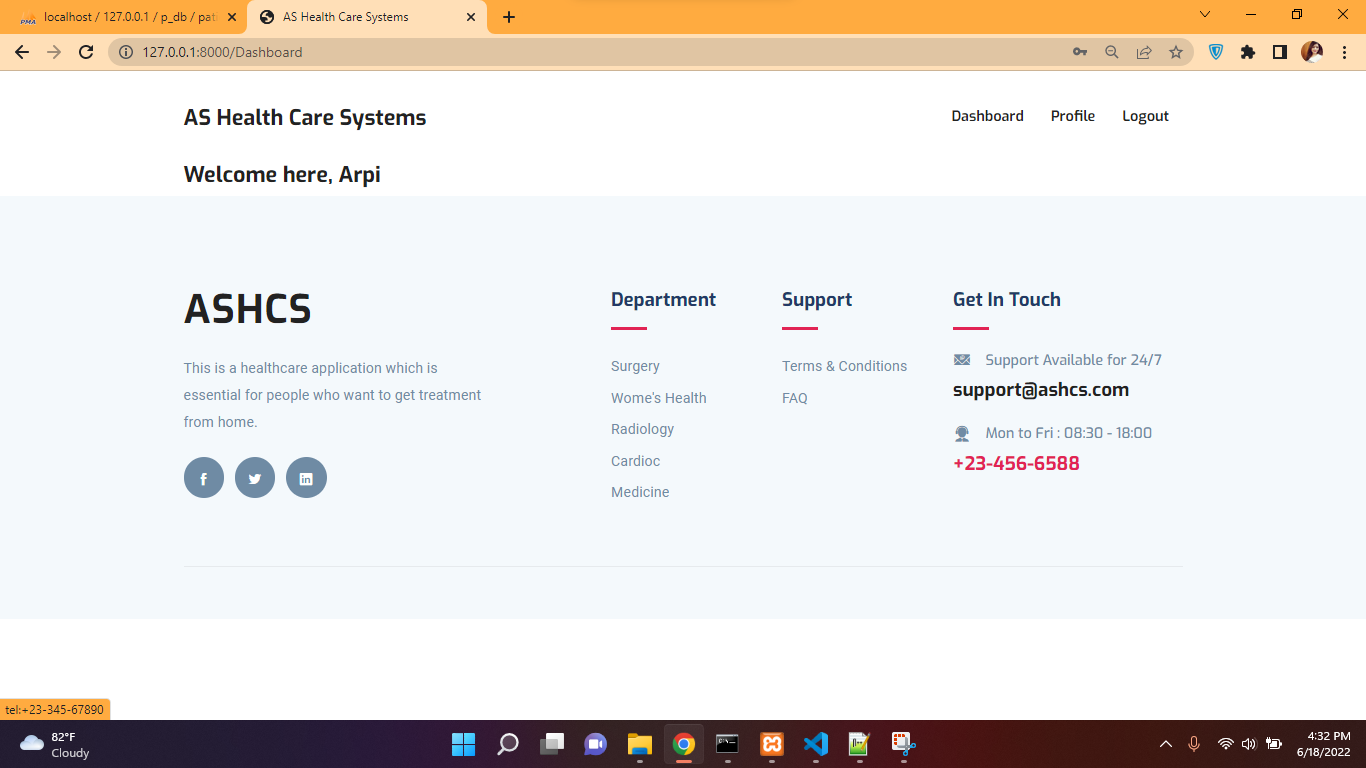 PMA
localhost / 127.0.0.1 / p_db / pat
AS Health Care Systems
127.0.0.1:8000/Dashboard
AS Health Care Systems
Dashboard
Profile
Logout
Welcome here, Arpi
ASHCS
This is a healthcare application which is
essential for people who want to get treatment
from home.
Department
Surgery
Wome's Health
Radiology
Cardioc
Medicine
Support
Terms & Conditions
FAQ
Get In Touch
Support Available for 24/7
support@ashcs.com
Mon to Fri : 08:30 - 18:00
+23-456-6588
tel:+23-345-67890
82°F
Cloudy
4:32 PM
6/18/2022